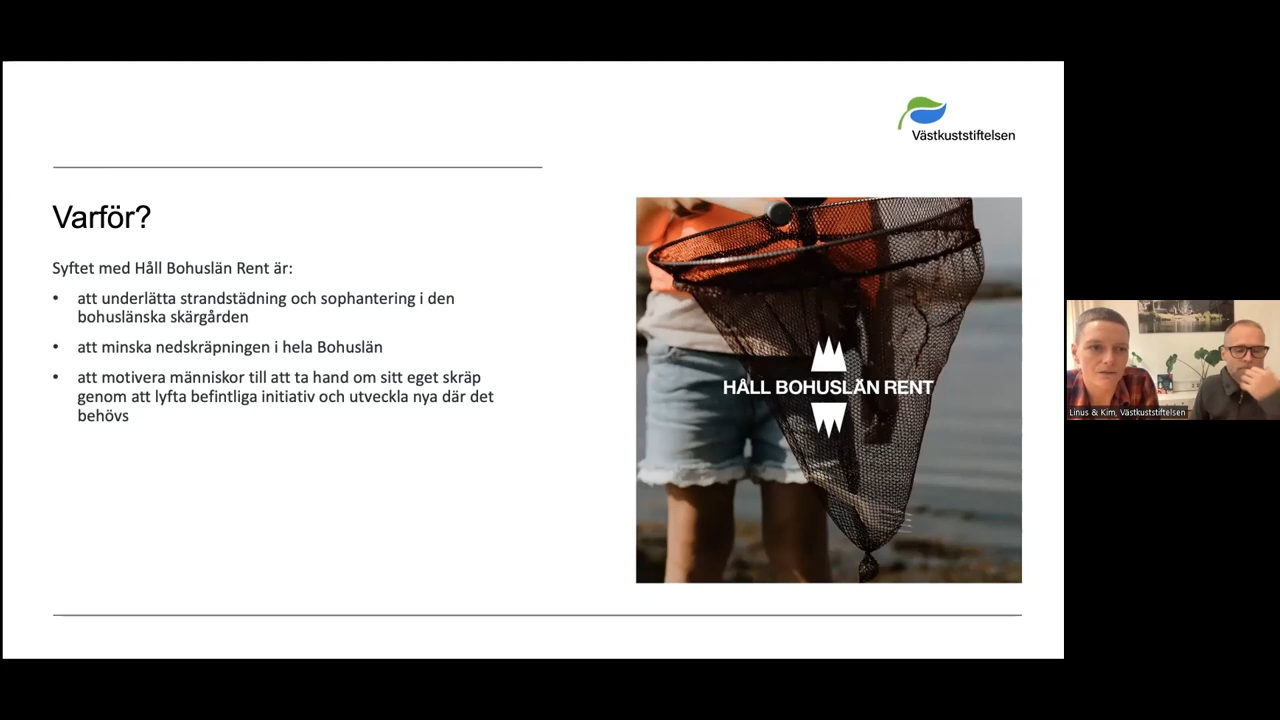 Västkuststiftelsen
Varför?
Syftet med Håll Bohuslän Rent är:
• att underlätta strandstädning och sophantering i den
bohuslänska skärgården
• att minska nedskräpningen i hela Bohuslän
• att motivera människor till att ta hand om sitt eget skräp
genom att lyfta befintliga initiativ och utveckla nya där det
behövs
HÅLL BOHUSLÄN RENT
Linus & Kim, Västkuststiftelsen